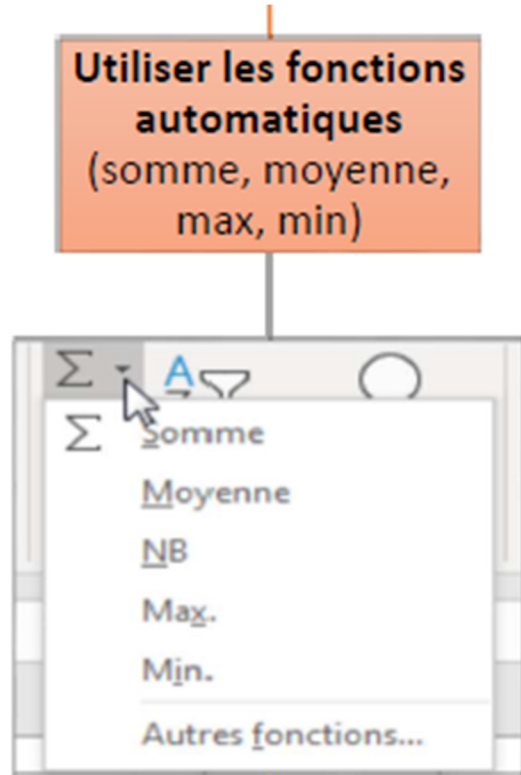 Utiliser les fonctions
automatiques
(somme, moyenne,
max, min)
Σ
A
Σ Somme
Moyenne
NB
Max.
Min.
Autres fonctions...